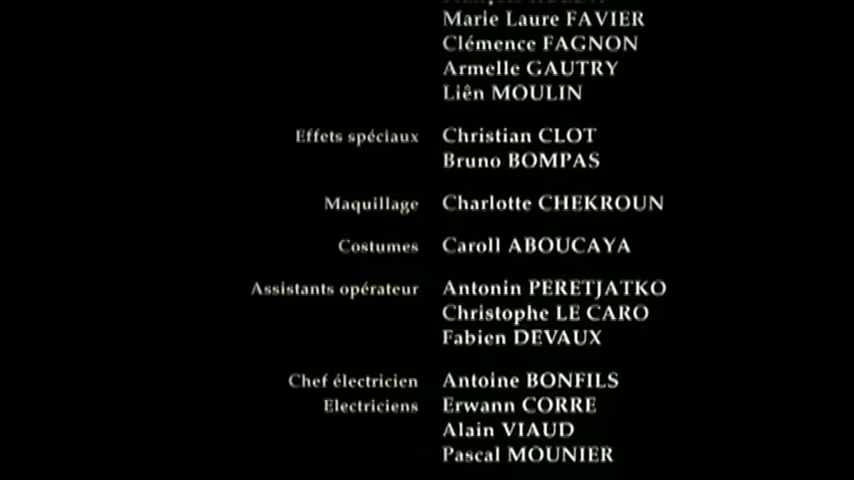 Marie Laure FAVIER
Clémence FAGNON
Armelle GAUTRY
Liên MOULIN
Effets spéciaux Christian CLOT
Bruno BOMPAS
Maquillage Charlotte CHEKROUN
Costumes Caroll ABOUCAYA
Assistants opérateur Antonin PERETJATKO
Christophe LE CARO
Fabien DEVAUX
Chef électricien Antoine BONFILS
Electriciens Erwann CORRE
Alain VIAUD
Pascal MOUNIER